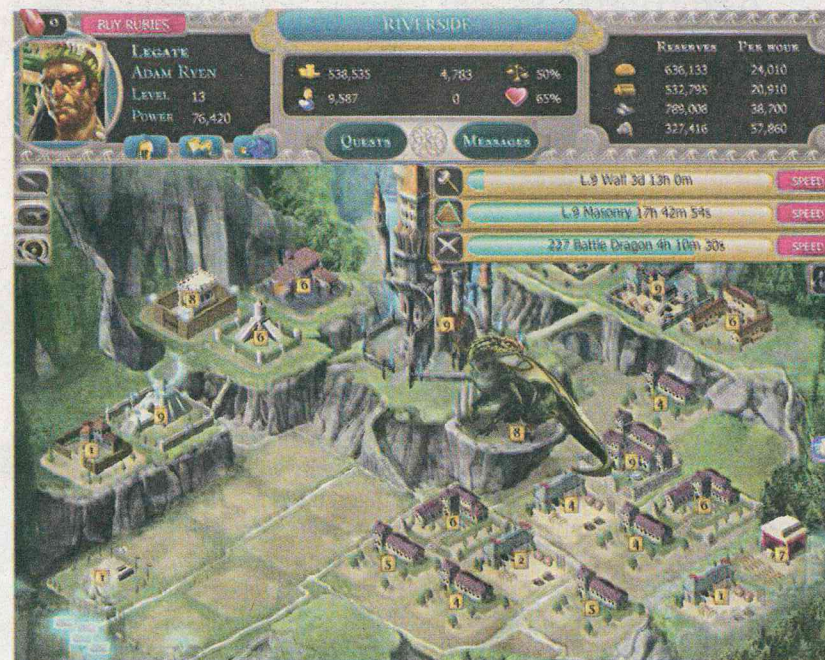 0 BUY RUBIES
RIVERSIDE
LEGATE
ADAM RYEN
LEVEL 13
POWER 76,420
538,535 4,783 50%
9,587 0 65%
QUESTS MESSAGES
RESERVES PER HOUR
636,133 24,010
532,795 20,910
789,008 38,700
327,416 57,860
L.9 Wall 3d 13h 0m SPEED
L.9 Masonry 17h 42m 54s SPEED
227 Battle Dragon 4h 10m 30s SPEED
8
6
6
9
9
6
4
9
1
8
9
6
4
6
4
5
2
7
1
4
5
1